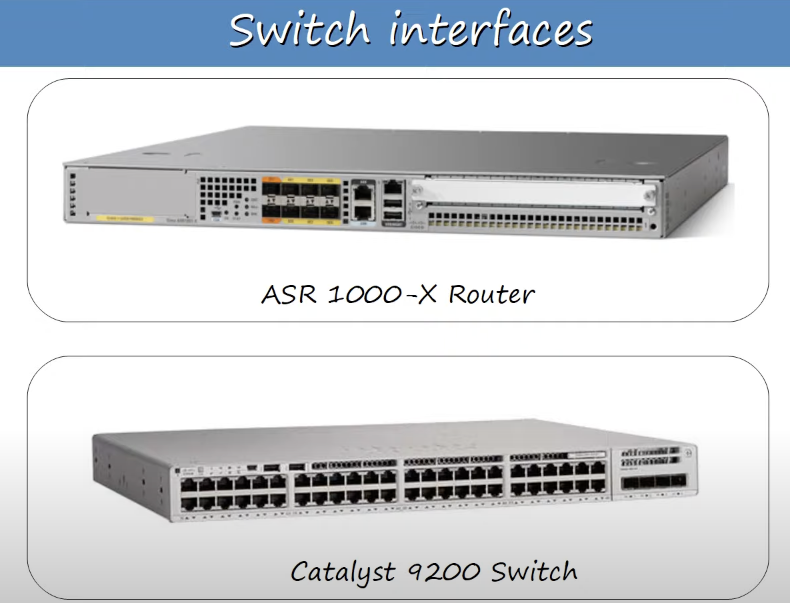 Switch interfaces
ASR 1000-X Router
Catalyst 9200 Switch